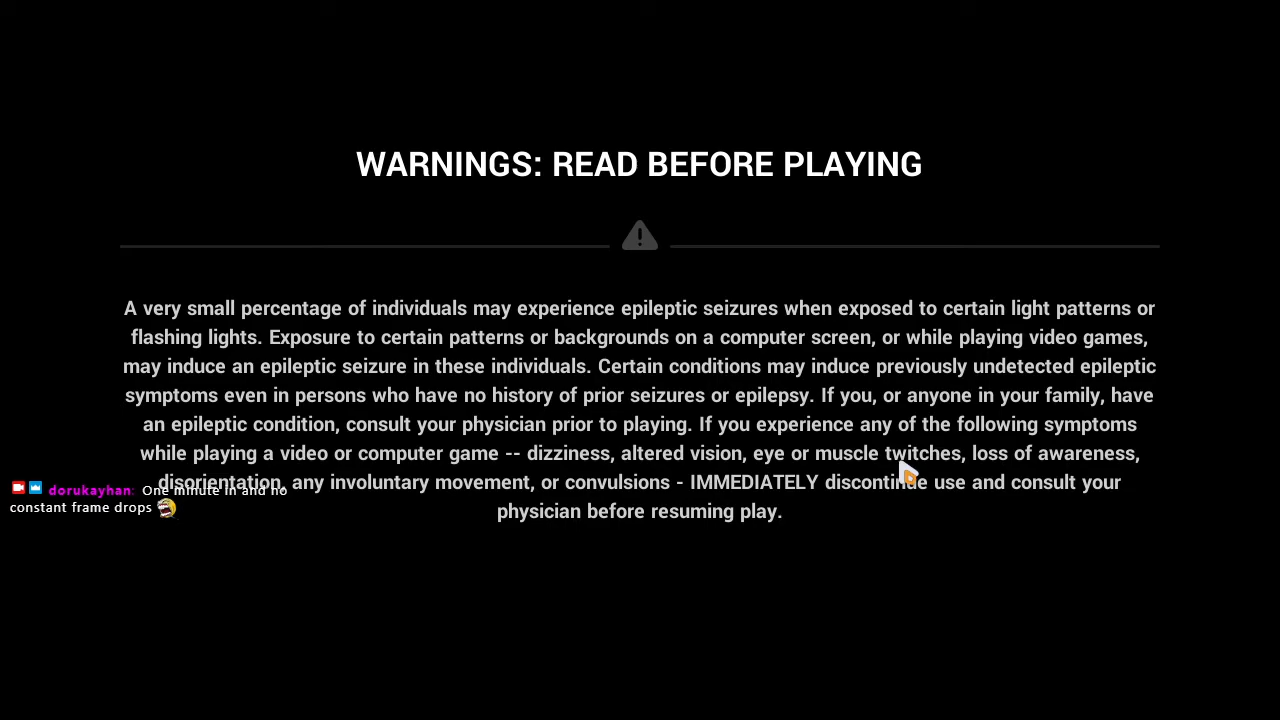 WARNINGS: READ BEFORE PLAYING
A very small percentage of individuals may experience epileptic seizures when exposed to certain light patterns or
flashing lights. Exposure to certain patterns or backgrounds on a computer screen, or while playing video games,
may induce an epileptic seizure in these individuals. Certain conditions may induce previously undetected epileptic
symptoms even in persons who have no history of prior seizures or epilepsy. If you, or anyone in your family, have
an epileptic condition, consult your physician prior to playing. If you experience any of the following symptoms
while playing a video or computer game -- dizziness, altered vision, eye or muscle twitches, loss of awareness,
disorientation, any involuntary movement, or convulsions - IMMEDIATELY discontinue use and consult your
physician before resuming play.
dorukayhan: One minute in and no
constant frame drops